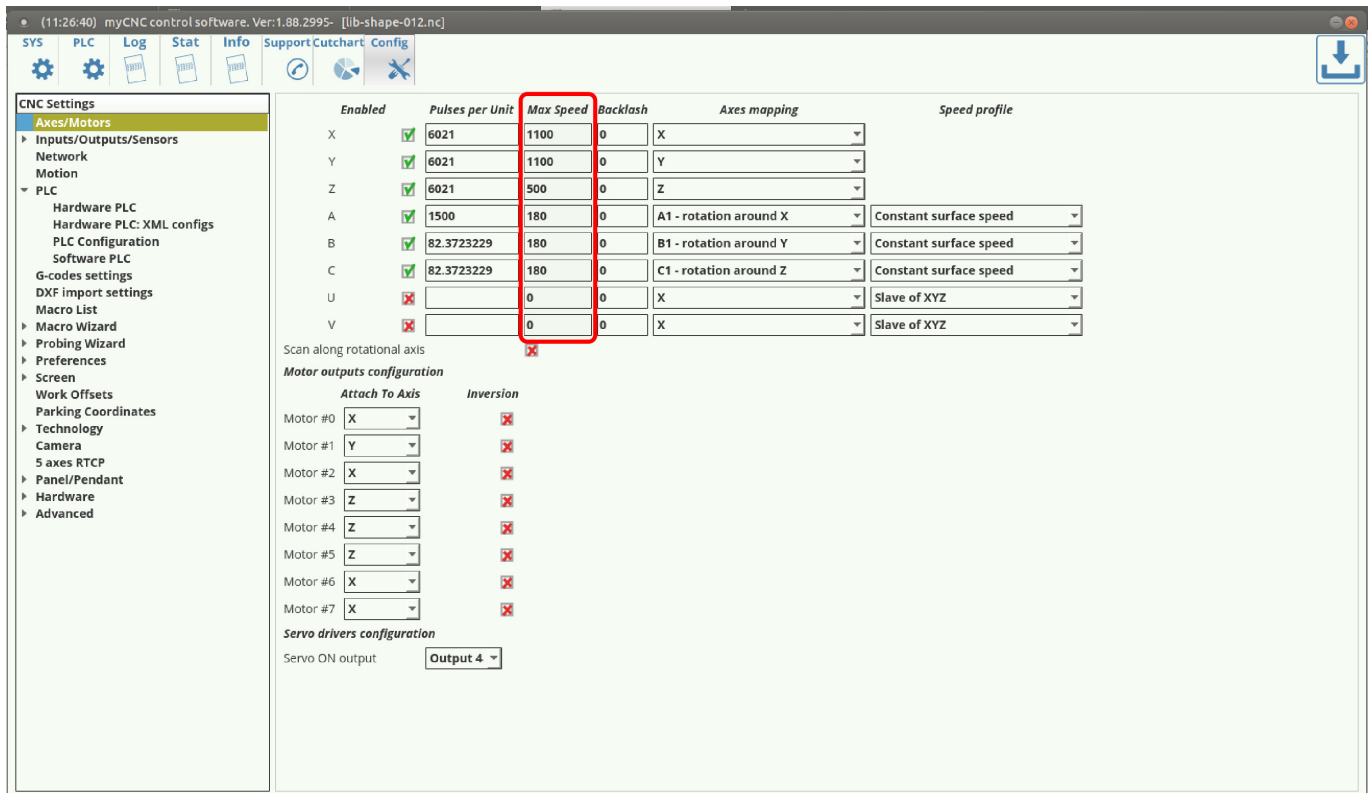 (11:26:40) myCNC control software. Ver:1.88.2995- [lib-shape-012.nc]
SYS PLC Log Stat Info Support Cutchart Config
CNC Settings
Axes/Motors
Inputs/Outputs/Sensors
Network
Motion
PLC
Hardware PLC
Hardware PLC: XML configs
PLC Configuration
Software PLC
G-codes settings
DXF import settings
Macro List
Macro Wizard
Probing Wizard
Preferences
Screen
Work Offsets
Parking Coordinates
Technology
Camera
5 axes RTCP
Panel/Pendant
Hardware
Advanced
Enabled Pulses per Unit Max Speed Backlash Axes mapping Speed profile
X 6021 1100 0 X
Y 6021 1100 0 Y
Z 6021 500 0 Z
A 1500 180 0 A1 - rotation around X Constant surface speed
B 82.3723229 180 0 B1 - rotation around Y Constant surface speed
C 82.3723229 180 0 C1 - rotation around Z Constant surface speed
U 0 0 X Slave of XYZ
V 0 0 X Slave of XYZ
Scan along rotational axis
Motor outputs configuration
Attach To Axis Inversion
Motor #0 X
Motor #1 Y
Motor #2 X
Motor #3 Z
Motor #4 Z
Motor #5 Z
Motor #6 X
Motor #7 X
Servo drivers configuration
Servo ON output Output 4